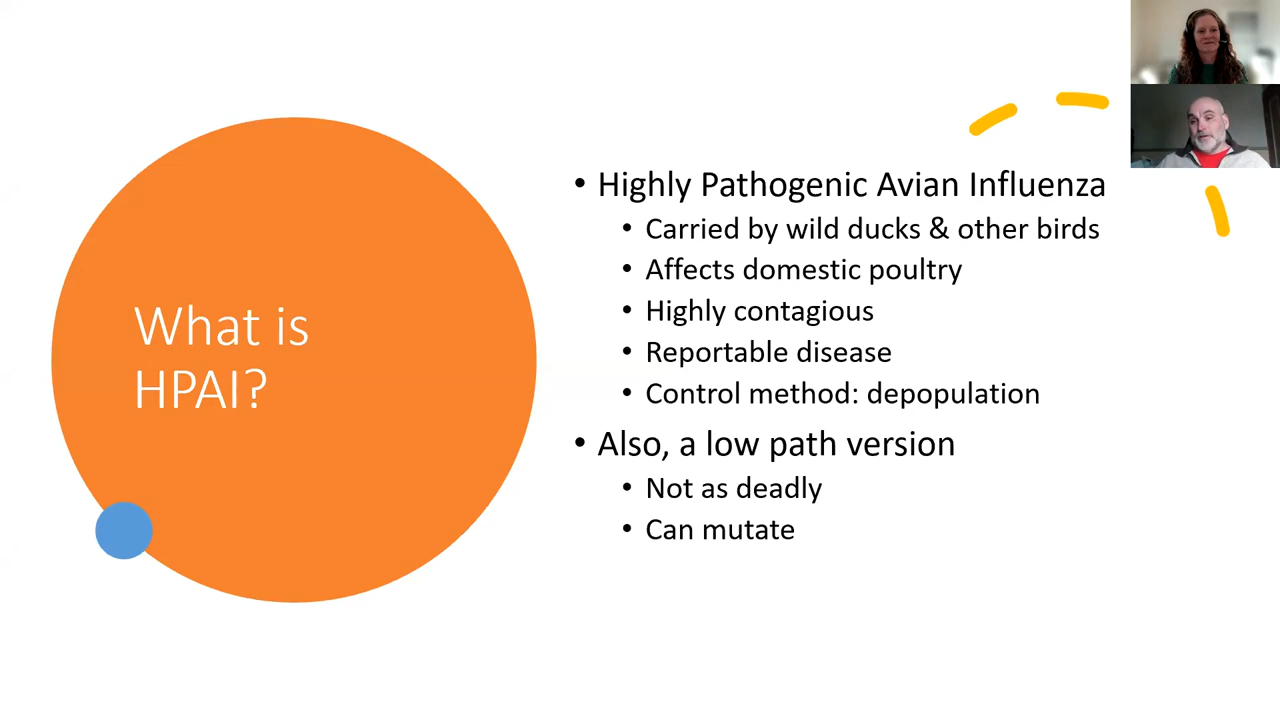 What is
HPAI?
• Highly Pathogenic Avian Influenza
• Carried by wild ducks & other birds
• Affects domestic poultry
• Highly contagious
• Reportable disease
• Control method: depopulation
• Also, a low path version
• Not as deadly
• Can mutate